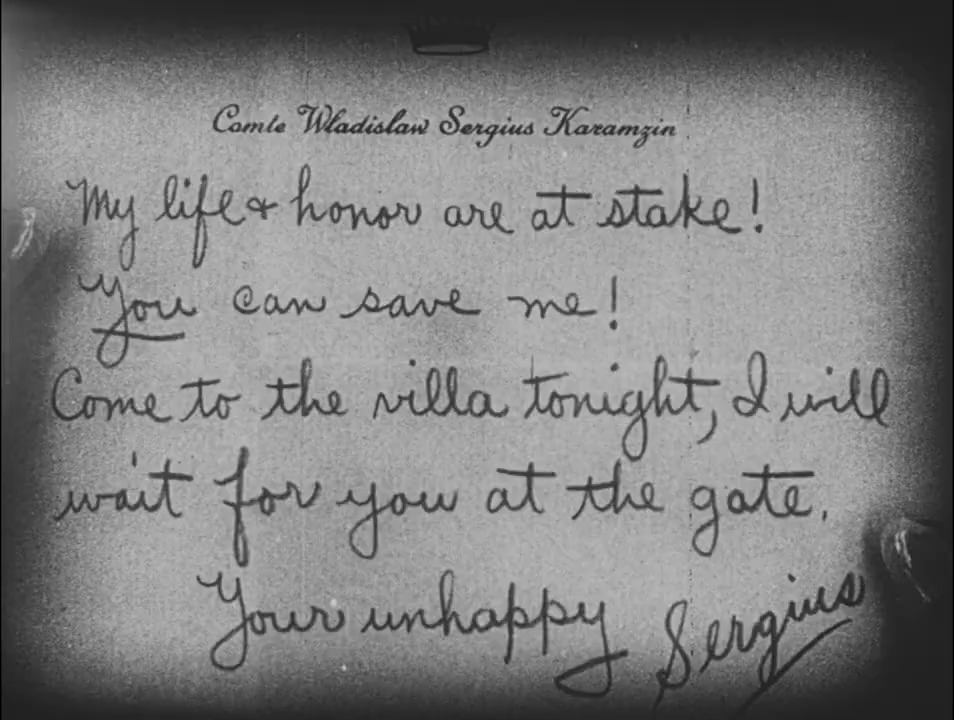 Comte Wladislaw Sergius Karamzin
My life & honor are at stake!
You can save me!
Come to the villa tonight, I will
wait for you at the gate.
Your unhappy Sergius